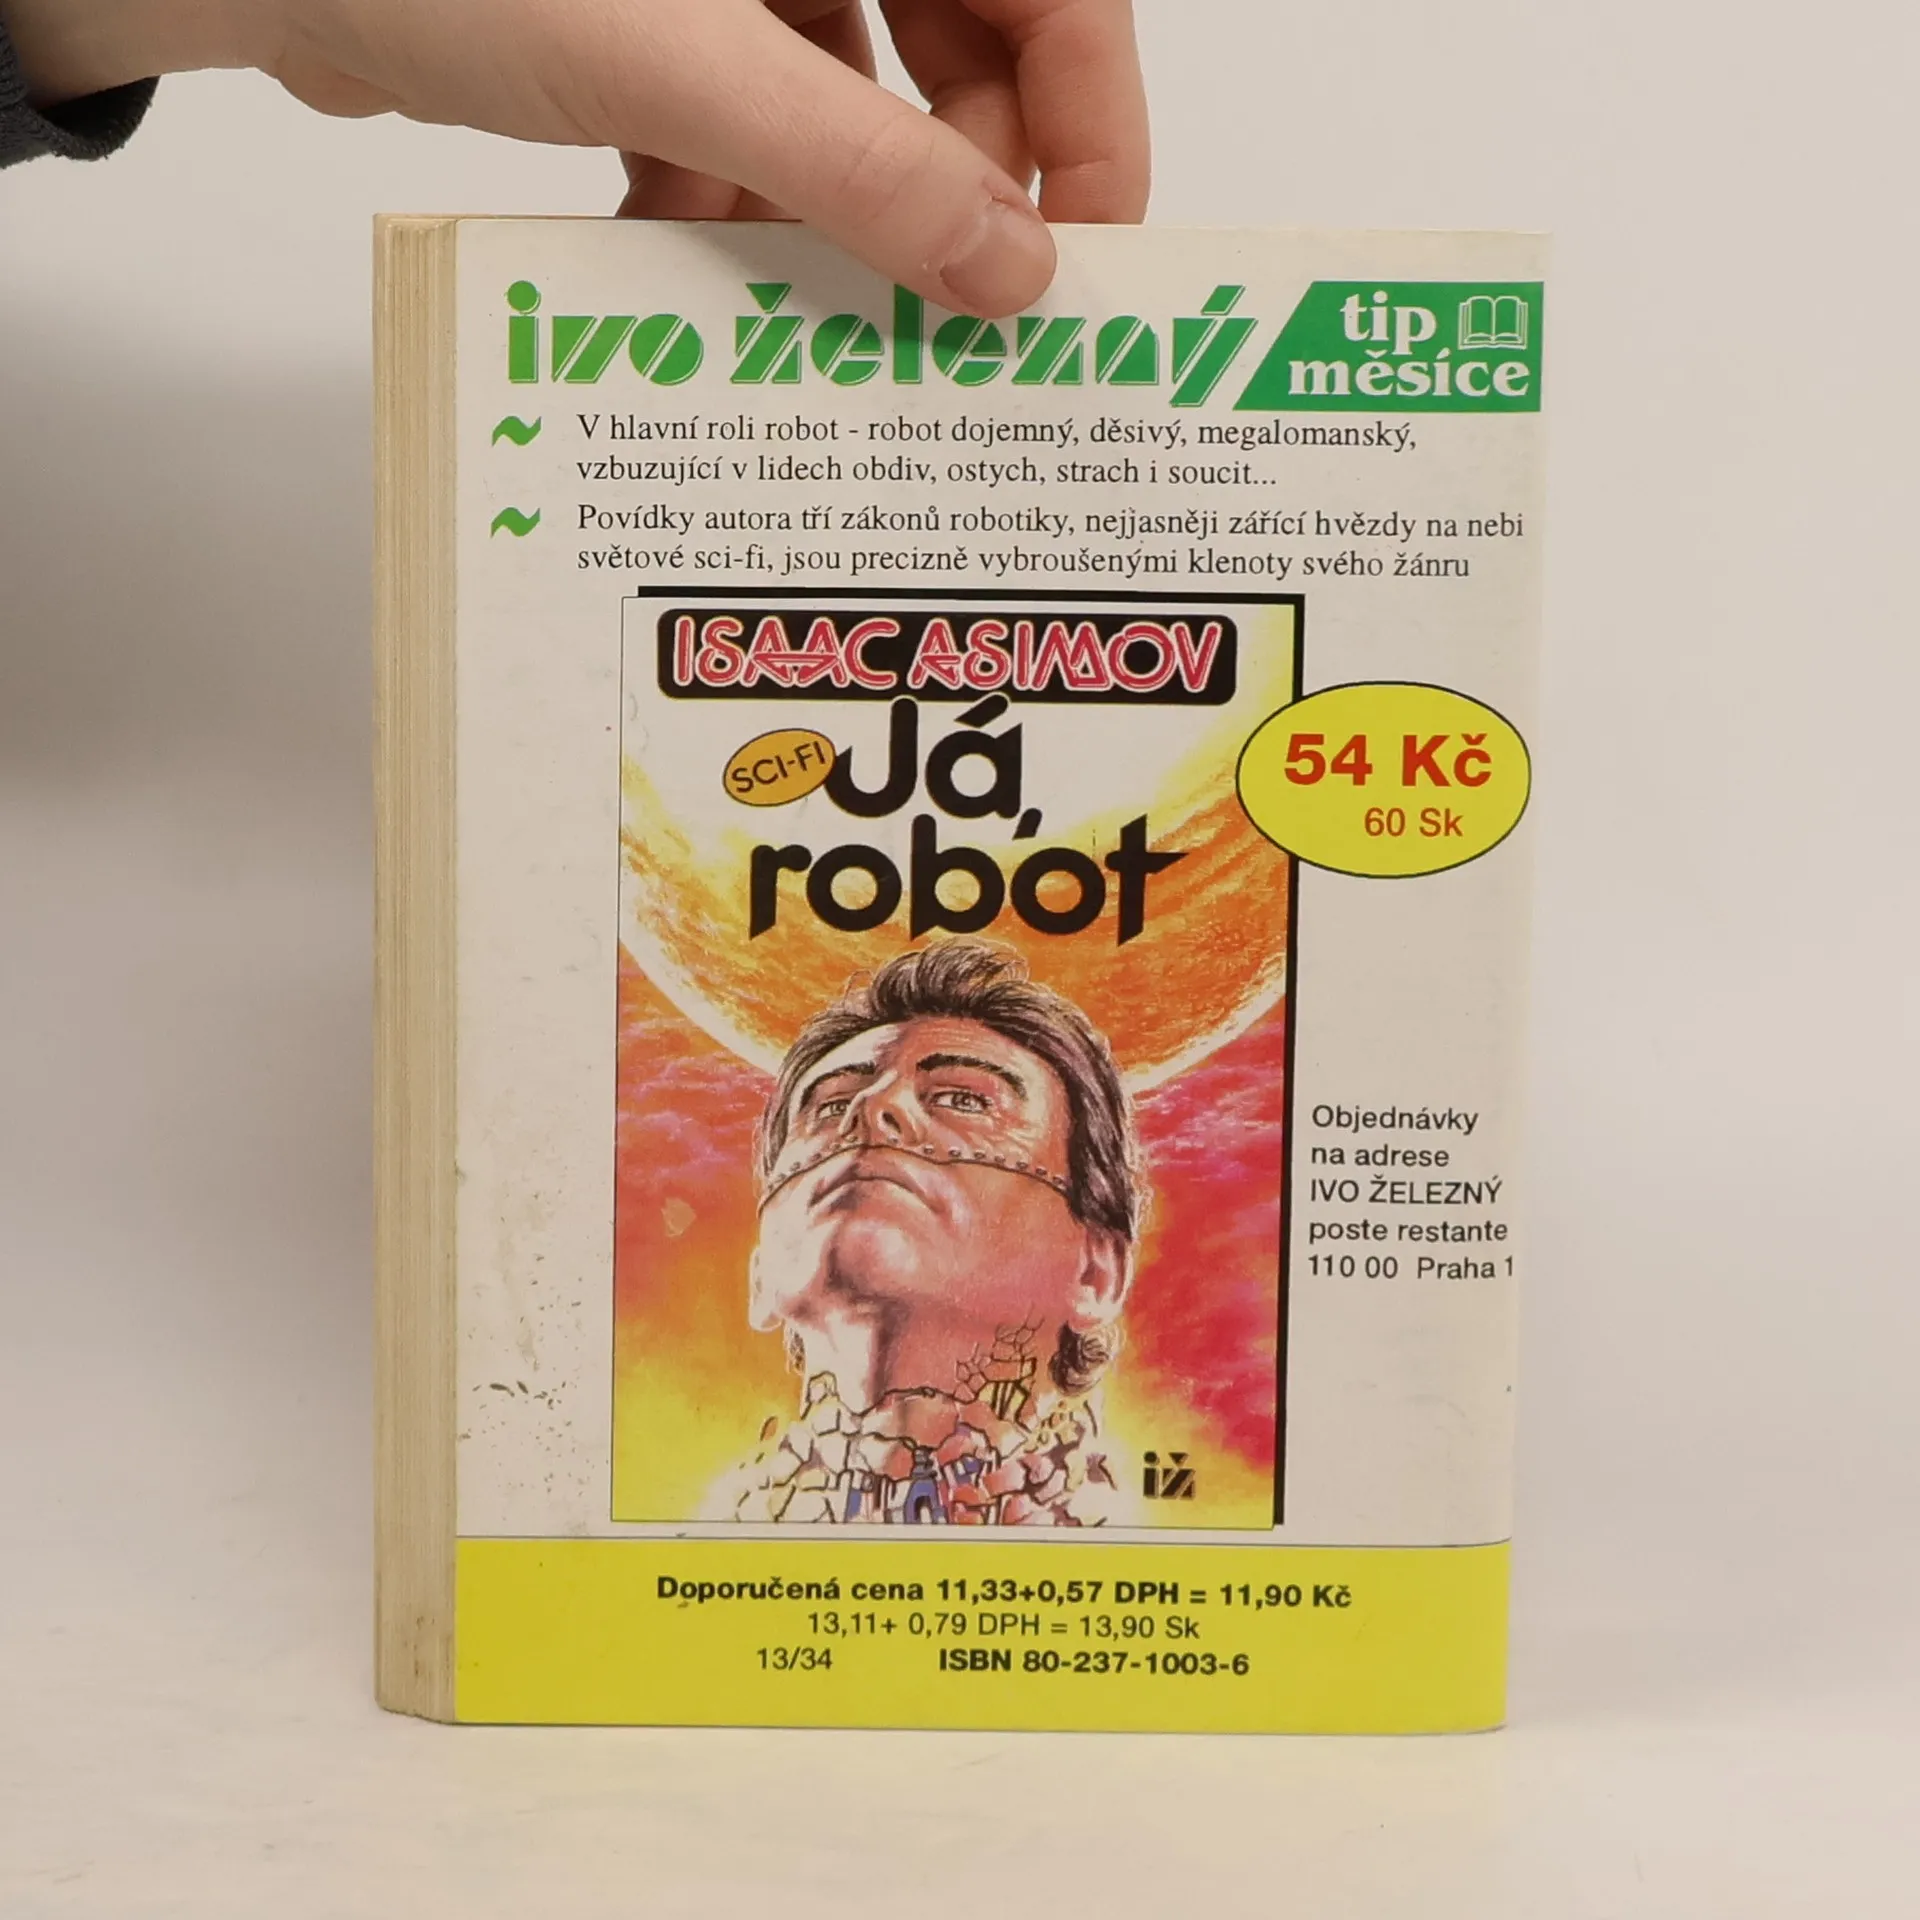 ivo železný
tip
měsíce
V hlavní roli robot - robot dojemný, děsivý, megalomanský,
vzbuzující v lidech obdiv, ostych, strach i soucit...
Povídky autora tří zákonů robotiky, nejjasněji zářící hvězdy na nebi
světové sci-fi, jsou precizně vybroušenými klenoty svého žánru
ISAAC ASIMOV
SCI-FI
Já,
robot
54 Kč
60 Sk
Objednávky
na adrese
IVO ŽELEZNÝ
poste restante
110 00 Praha 1
iž
Doporučená cena 11,33+0,57 DPH = 11,90 Kč
13,11+ 0,79 DPH = 13,90 Sk
13/34 ISBN 80-237-1003-6